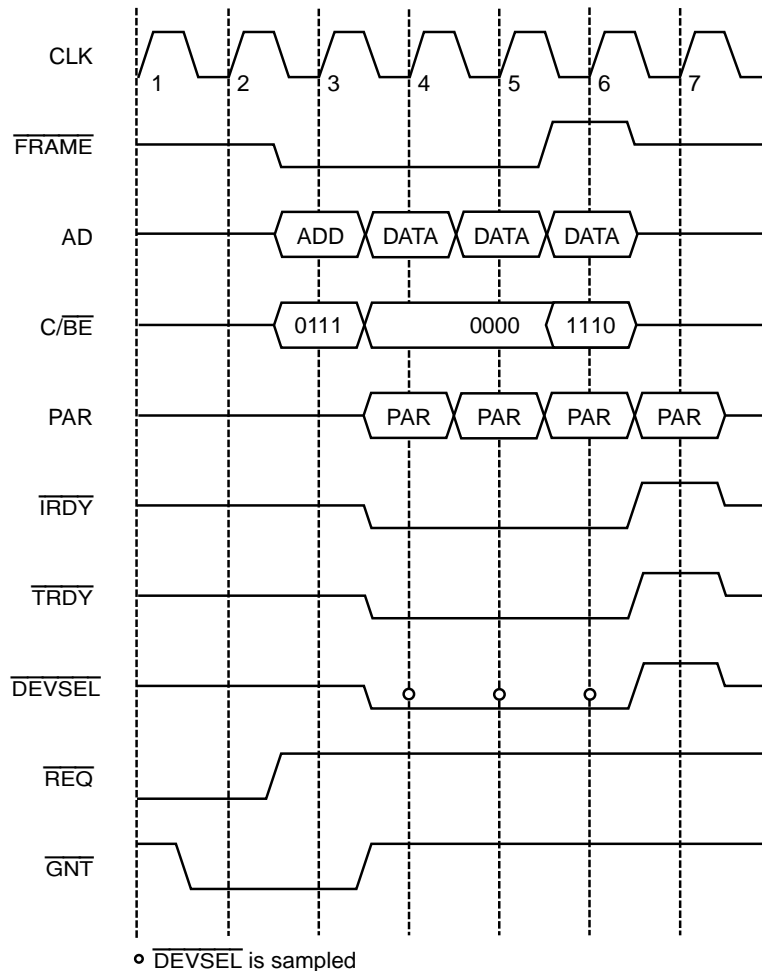 CLK
1 2 3 4 5 6 7
FRAME
AD
ADD DATA DATA DATA
C/BE
0111 0000 1110
PAR
PAR PAR PAR PAR
IRDY
TRDY
DEVSEL
REQ
GNT
DEVSEL is sampled